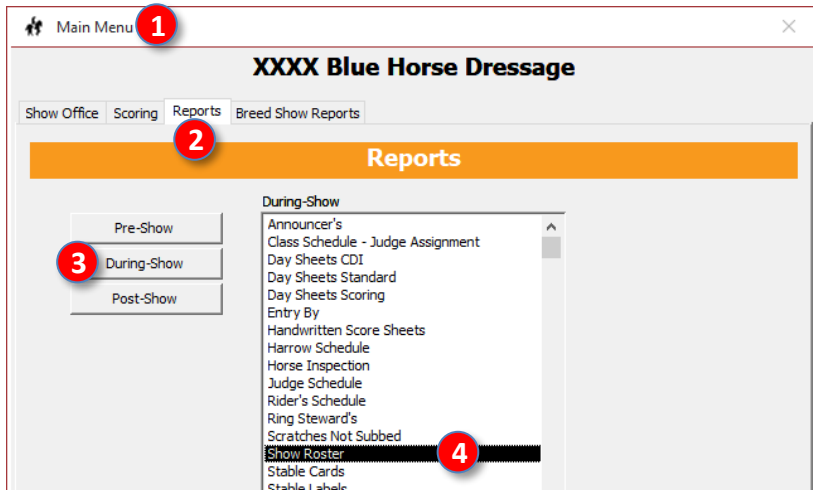 Main Menu 1
XXXX Blue Horse Dressage
Show Office Scoring Reports Breed Show Reports
2
Reports
During-Show
Pre-Show
3 During-Show
Post-Show
Announcer's
Class Schedule - Judge Assignment
Day Sheets CDI
Day Sheets Standard
Day Sheets Scoring
Entry By
Handwritten Score Sheets
Harrow Schedule
Horse Inspection
Judge Schedule
Rider's Schedule
Ring Steward's
Scratches Not Subbed
Show Roster 4
Stable Cards
Stable Labels